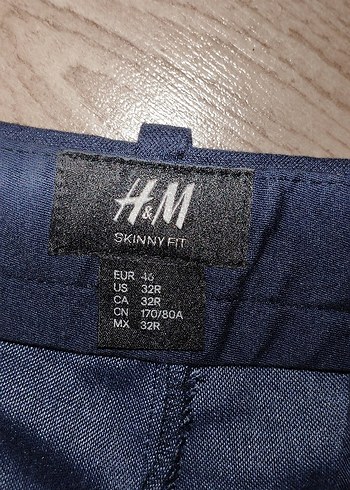 H&M
SKINNY FIT
EUR 46
US 32R
CA 32R
CN 170/80A
MX 32R